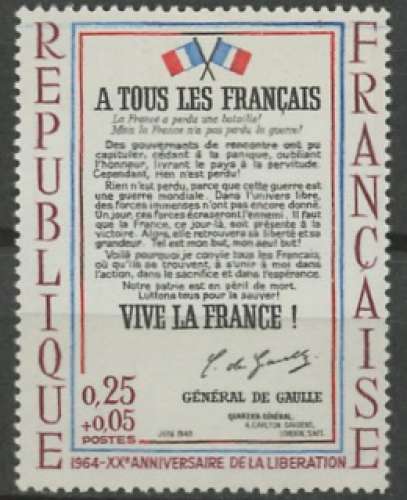 REPUBLIQUE
FRANÇAISE
A TOUS LES FRANÇAIS
La France a perdu une bataille!
Mais la France n'a pas perdu la guerre!
Des gouvernants de rencontre ont pu
capituler, cédant à la panique, oubliant
l'honneur, livrant le pays à la servitude.
Cependant, rien n'est perdu!
Rien n'est perdu, parce que cette guerre est
une guerre mondiale. Dans l'univers libre,
des forces immenses n'ont pas encore donné.
Un jour, ces forces écraseront l'ennemi. Il faut
que la France, ce jour-là, soit présente à la
victoire. Alors, elle retrouvera sa liberté et sa
grandeur. Tel est mon but, mon seul but!
Voilà pourquoi je convie tous les Français,
où qu'ils se trouvent, à s'unir à moi dans
l'action, dans le sacrifice et dans l'espérance.
Notre patrie est en péril de mort.
Luttons tous pour la sauver!
VIVE LA FRANCE !
C. de Gaulle
GÉNÉRAL DE GAULLE
0,25
+0,05
POSTES
JUIN 1940
QUARTIER-GÉNÉRAL,
4, CARLTON GARDENS,
LONDON, S.W.1.
1964-XXe ANNIVERSAIRE DE LA LIBERATION